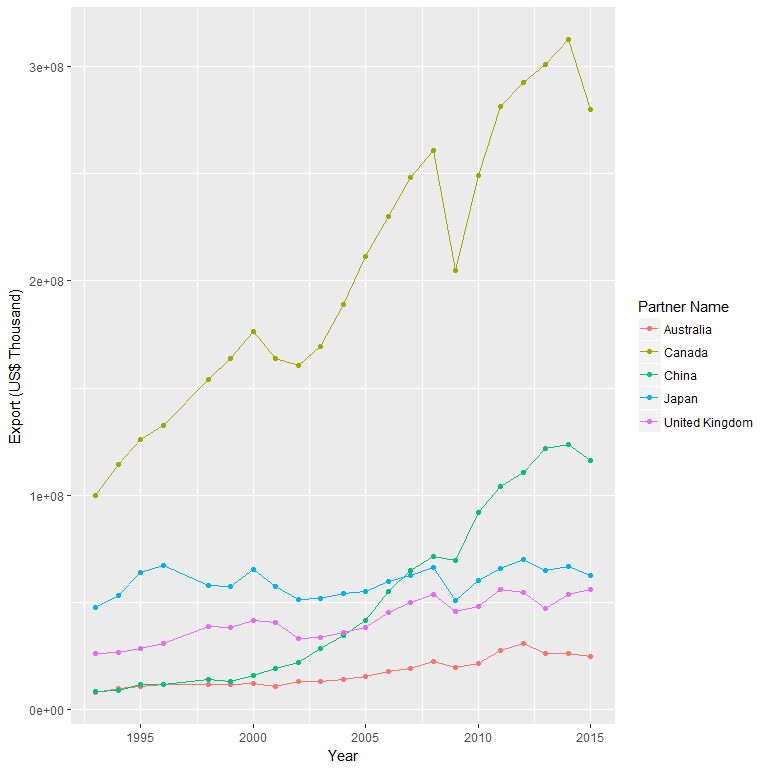 3e+08
2e+08
1e+08
0e+00
Export (US$ Thousand)
1995 2000 2005 2010 2015
Year
Partner Name
Australia
Canada
China
Japan
United Kingdom